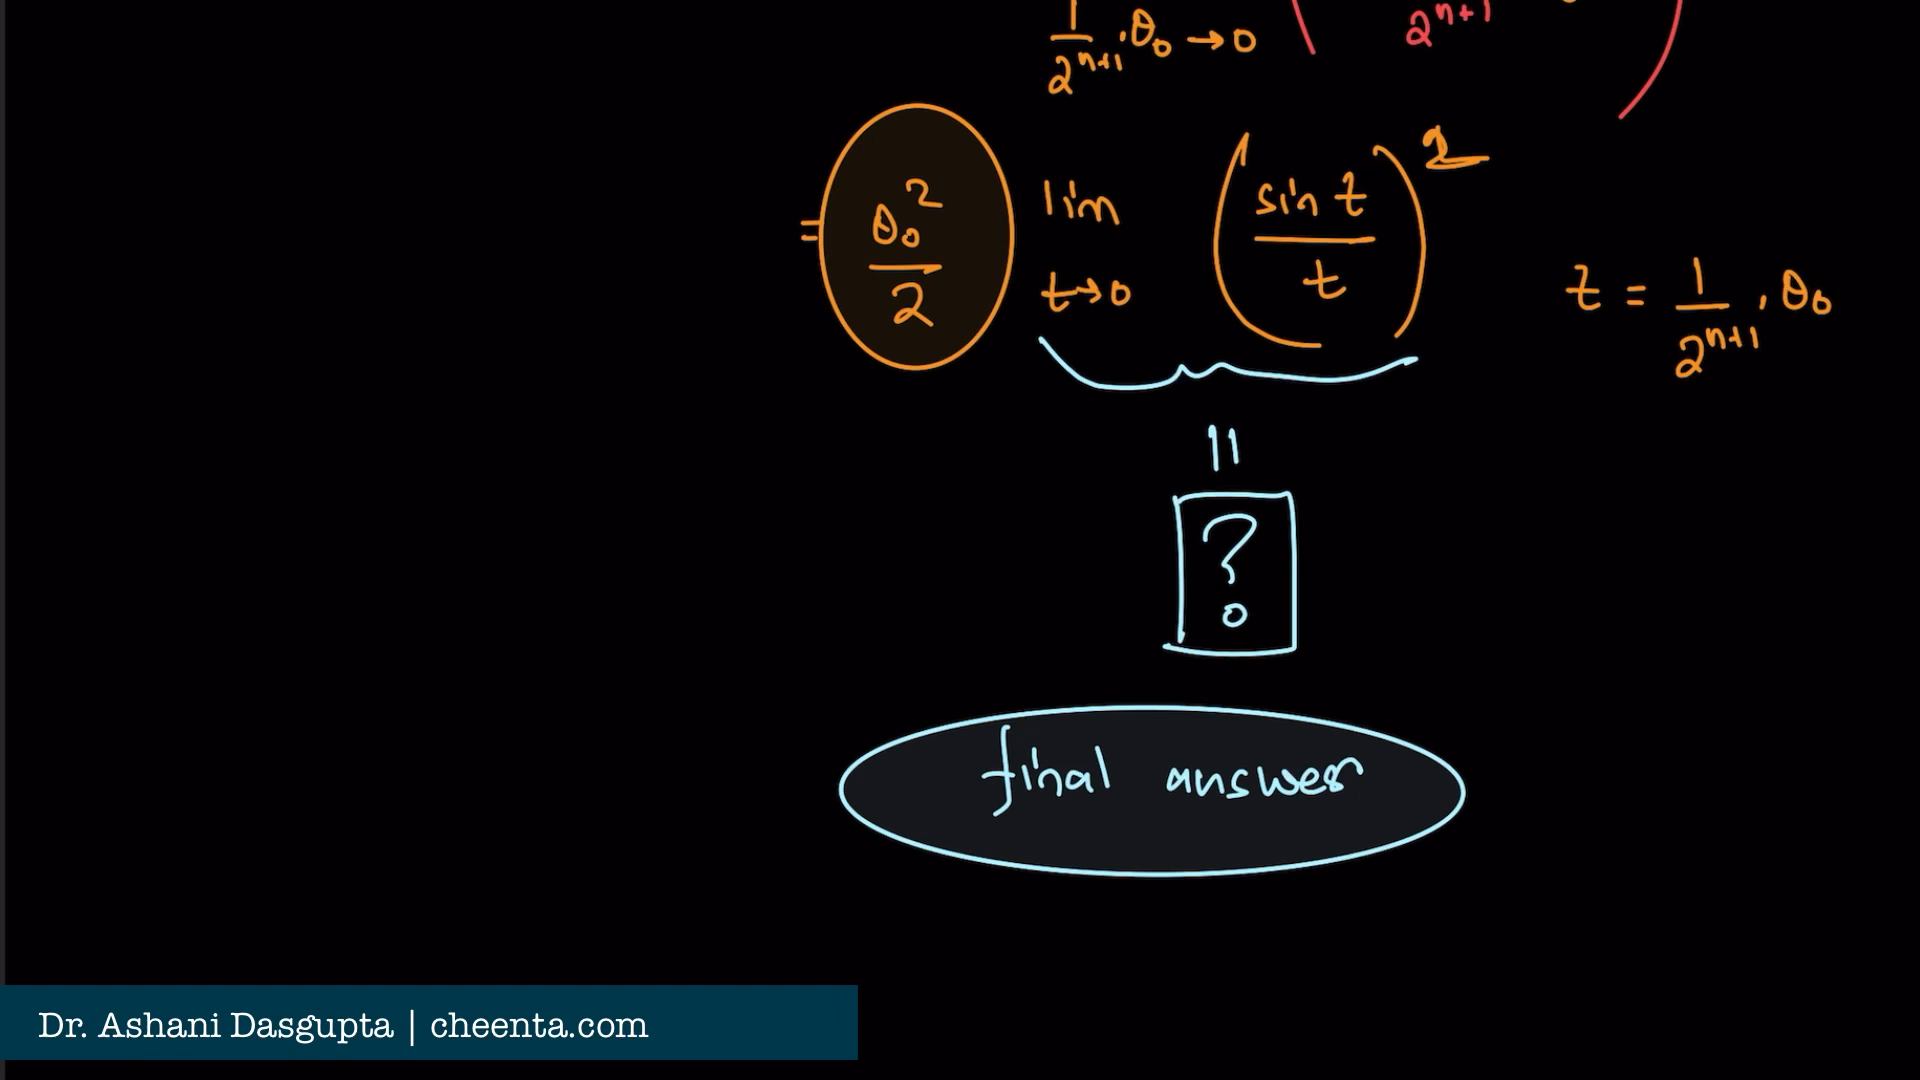 1/2^{n+1} · θ₀ → 0
2^{n+1}
= θ₀²/2 lim_{t→0} (sin t / t)²
t = 1/2^{n+1} · θ₀
||
?
final answer
Dr. Ashani Dasgupta | cheenta.com